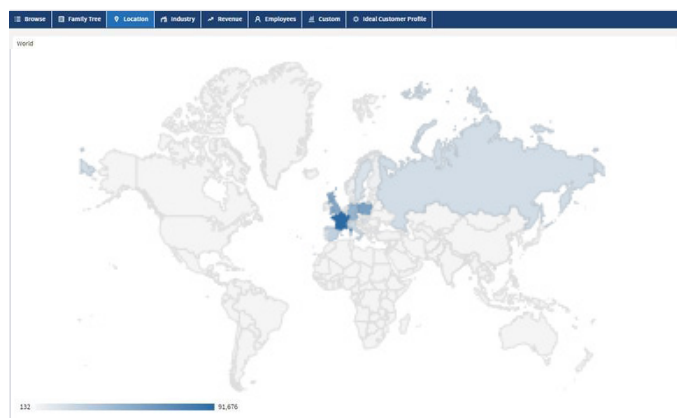 Browse Family Tree Location Industry Revenue Employees Custom Ideal Customer Profile
World
132 91,676